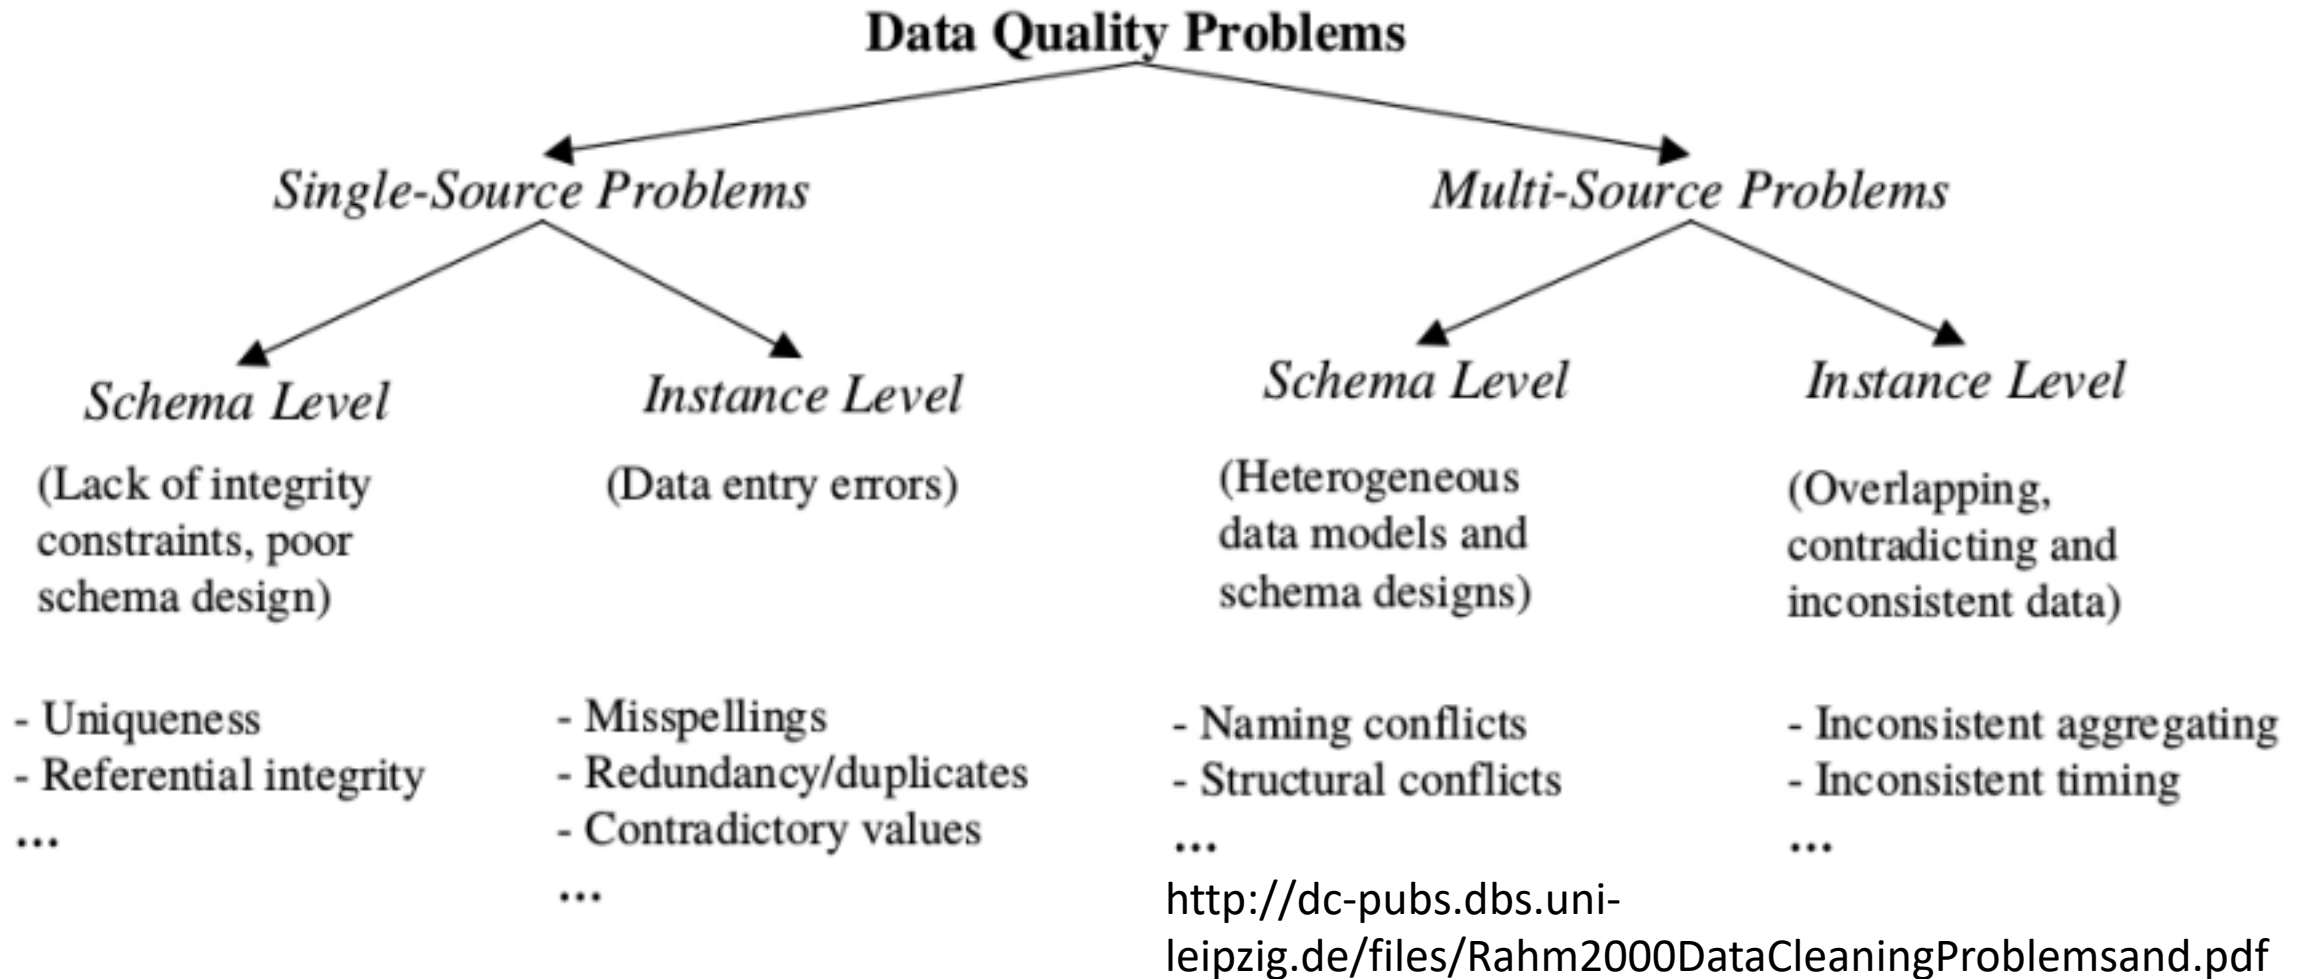 Data Quality Problems
Single-Source Problems
Multi-Source Problems
Schema Level
(Lack of integrity
constraints, poor
schema design)
- Uniqueness
- Referential integrity
...
Instance Level
(Data entry errors)
- Misspellings
- Redundancy/duplicates
- Contradictory values
...
Schema Level
(Heterogeneous
data models and
schema designs)
- Naming conflicts
- Structural conflicts
...
Instance Level
(Overlapping,
contradicting and
inconsistent data)
- Inconsistent aggregating
- Inconsistent timing
...
http://dc-pubs.dbs.uni-
leipzig.de/files/Rahm2000DataCleaningProblemsand.pdf